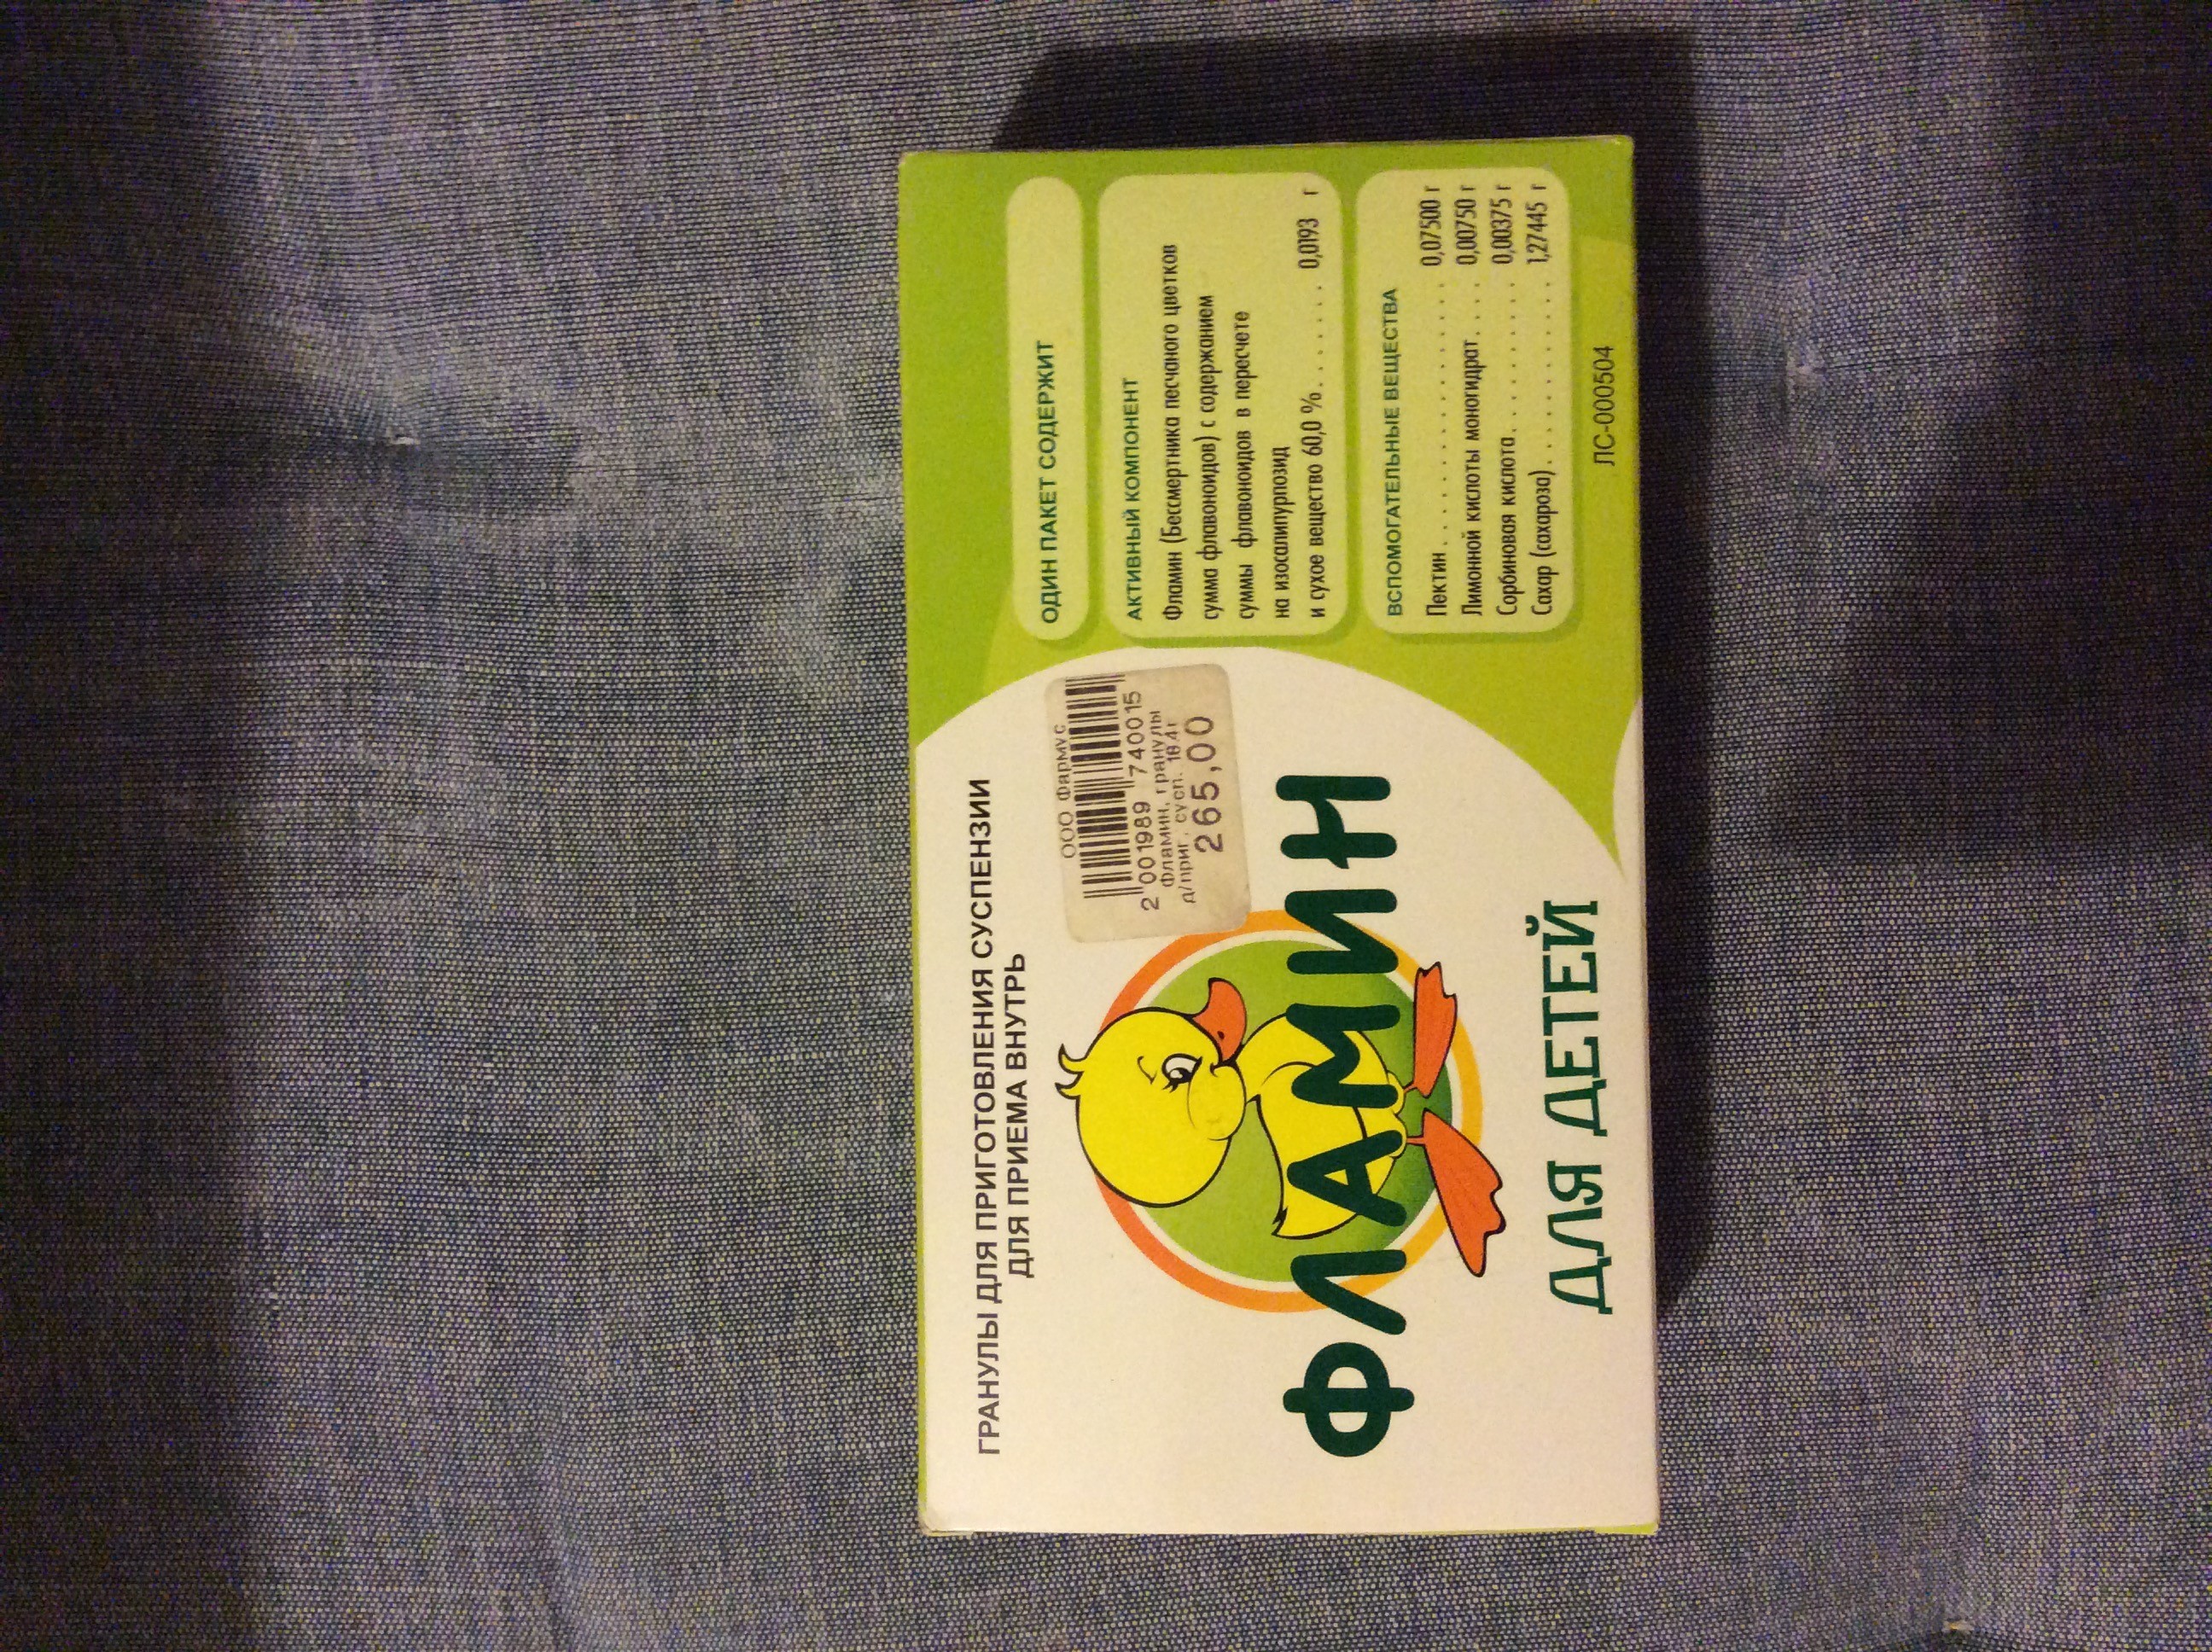 ГРАНУЛЫ ДЛЯ ПРИГОТОВЛЕНИЯ СУСПЕНЗИИ
ДЛЯ ПРИЕМА ВНУТРЬ
ООО Фармус
2 001989 740015
Фламин, гранулы
д/приг. сусп. 18.4г
265,00
ФЛАМИН
ДЛЯ ДЕТЕЙ
ОДИН ПАКЕТ СОДЕРЖИТ
АКТИВНЫЙ КОМПОНЕНТ
Фламин (Бессмертника песчаного цветков
сумма флавоноидов) с содержанием
суммы флавоноидов в пересчете
на изосалипурпозид
и сухое вещество 60,0 %....... 0,0193 г
ВСПОМОГАТЕЛЬНЫЕ ВЕЩЕСТВА
Пектин.............. 0,07500 г
Лимонной кислоты моногидрат.... 0,00750 г
Сорбиновая кислота.......... 0,00375 г
Сахар (сахароза)............ 1,27445 г
ЛС-000504